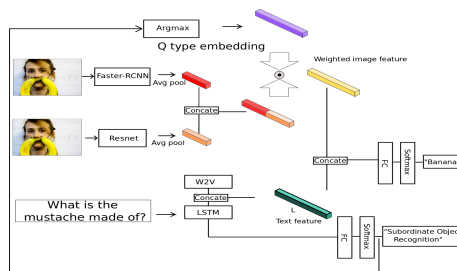 Argmax
Q type embedding
Weighted image feature
Faster-RCNN
Avg pool
Concate
Resnet
Avg pool
Concate
FC
Softmax
"Banana
W2V
What is the
mustache made of?
Concate
LSTM
L
Text feature
FC
Softmax
"Subordinate Objec
Recognition"